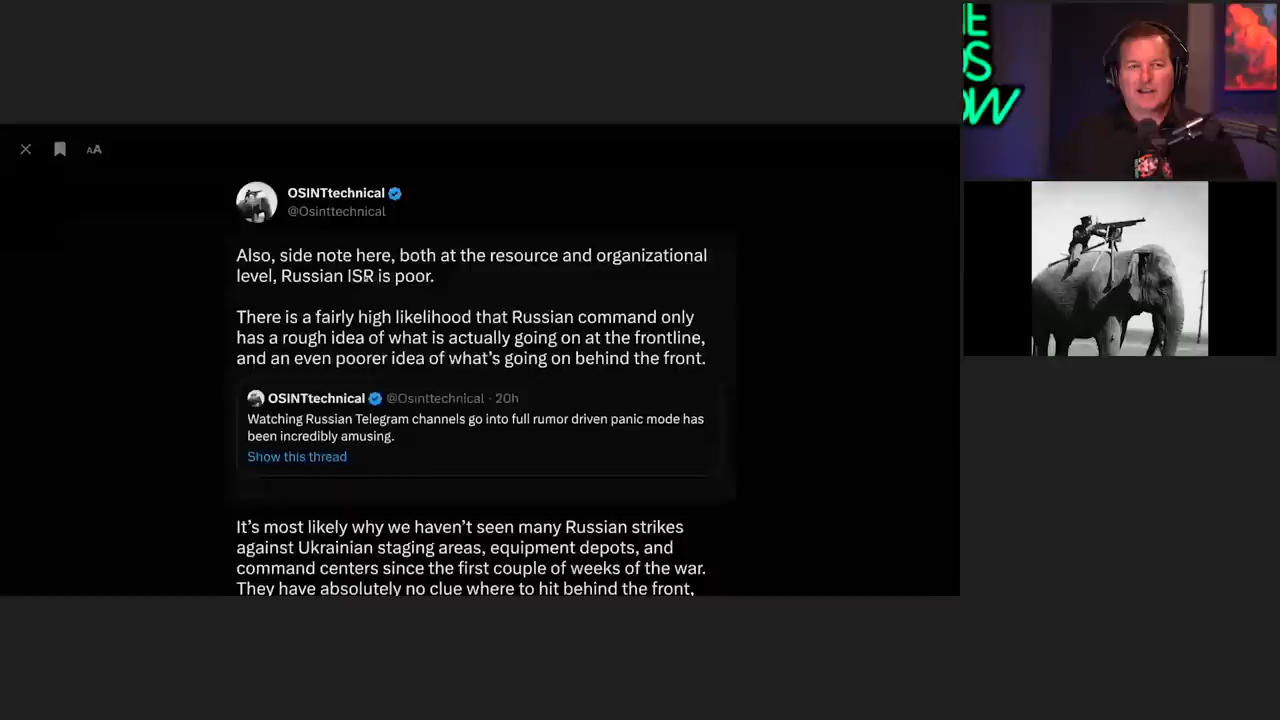 AA
OSINTtechnical
@Osinttechnical
Also, side note here, both at the resource and organizational
level, Russian ISR is poor.
There is a fairly high likelihood that Russian command only
has a rough idea of what is actually going on at the frontline,
and an even poorer idea of what's going on behind the front.
OSINTtechnical @Osinttechnical · 20h
Watching Russian Telegram channels go into full rumor driven panic mode has
been incredibly amusing.
Show this thread
It's most likely why we haven't seen many Russian strikes
against Ukrainian staging areas, equipment depots, and
command centers since the first couple of weeks of the war.
They have absolutely no clue where to hit behind the front,